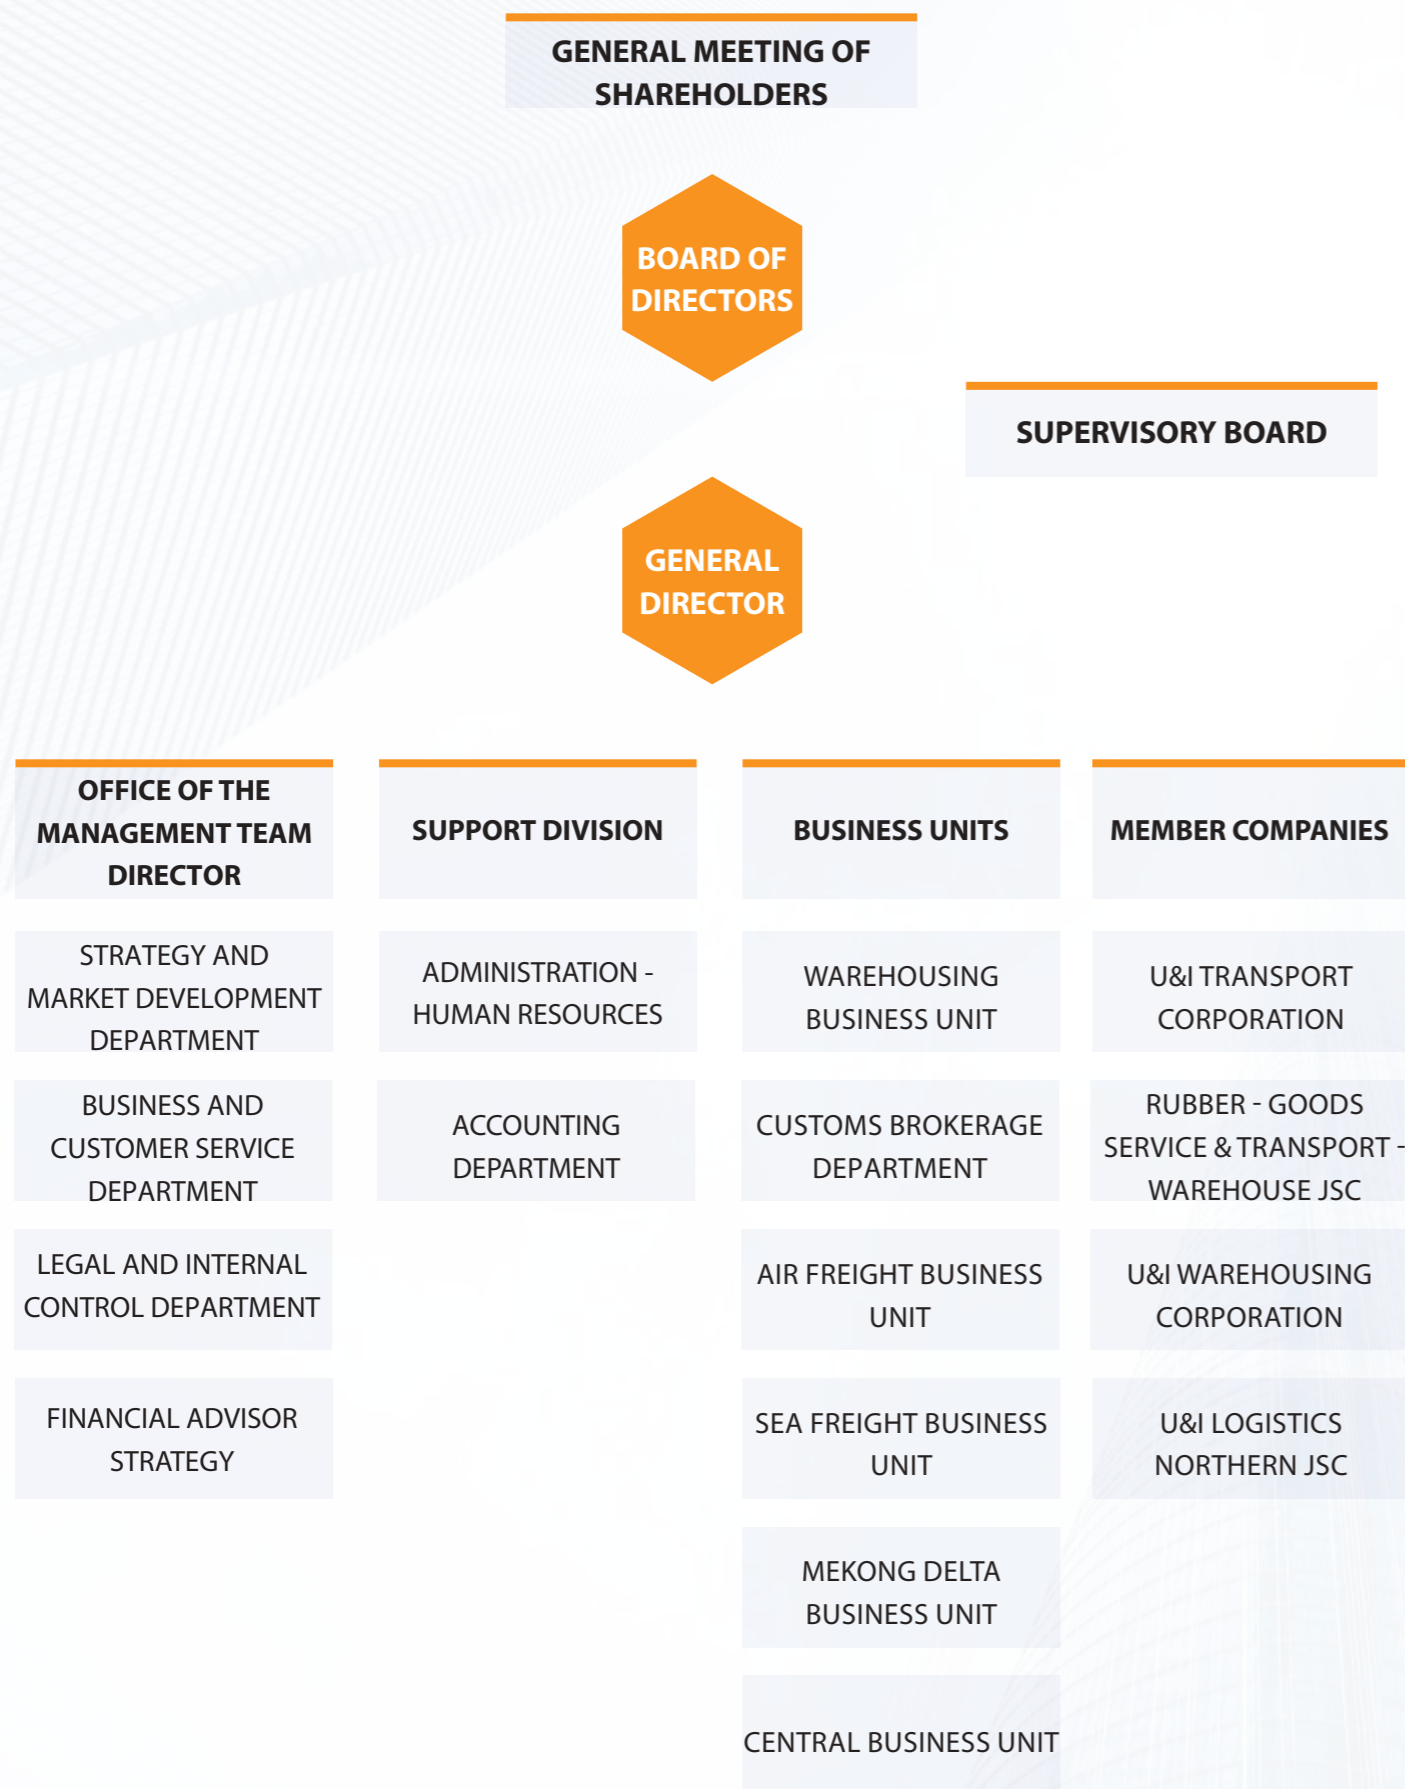 GENERAL MEETING OF
SHAREHOLDERS
BOARD OF
DIRECTORS
SUPERVISORY BOARD
GENERAL
DIRECTOR
OFFICE OF THE
MANAGEMENT TEAM
DIRECTOR
STRATEGY AND
MARKET DEVELOPMENT
DEPARTMENT
BUSINESS AND
CUSTOMER SERVICE
DEPARTMENT
LEGAL AND INTERNAL
CONTROL DEPARTMENT
FINANCIAL ADVISOR
STRATEGY
SUPPORT DIVISION
ADMINISTRATION -
HUMAN RESOURCES
ACCOUNTING
DEPARTMENT
BUSINESS UNITS
WAREHOUSING
BUSINESS UNIT
CUSTOMS BROKERAGE
DEPARTMENT
AIR FREIGHT BUSINESS
UNIT
SEA FREIGHT BUSINESS
UNIT
MEKONG DELTA
BUSINESS UNIT
CENTRAL BUSINESS UNIT
MEMBER COMPANIES
U&I TRANSPORT
CORPORATION
RUBBER - GOODS
SERVICE & TRANSPORT -
WAREHOUSE JSC
U&I WAREHOUSING
CORPORATION
U&I LOGISTICS
NORTHERN JSC